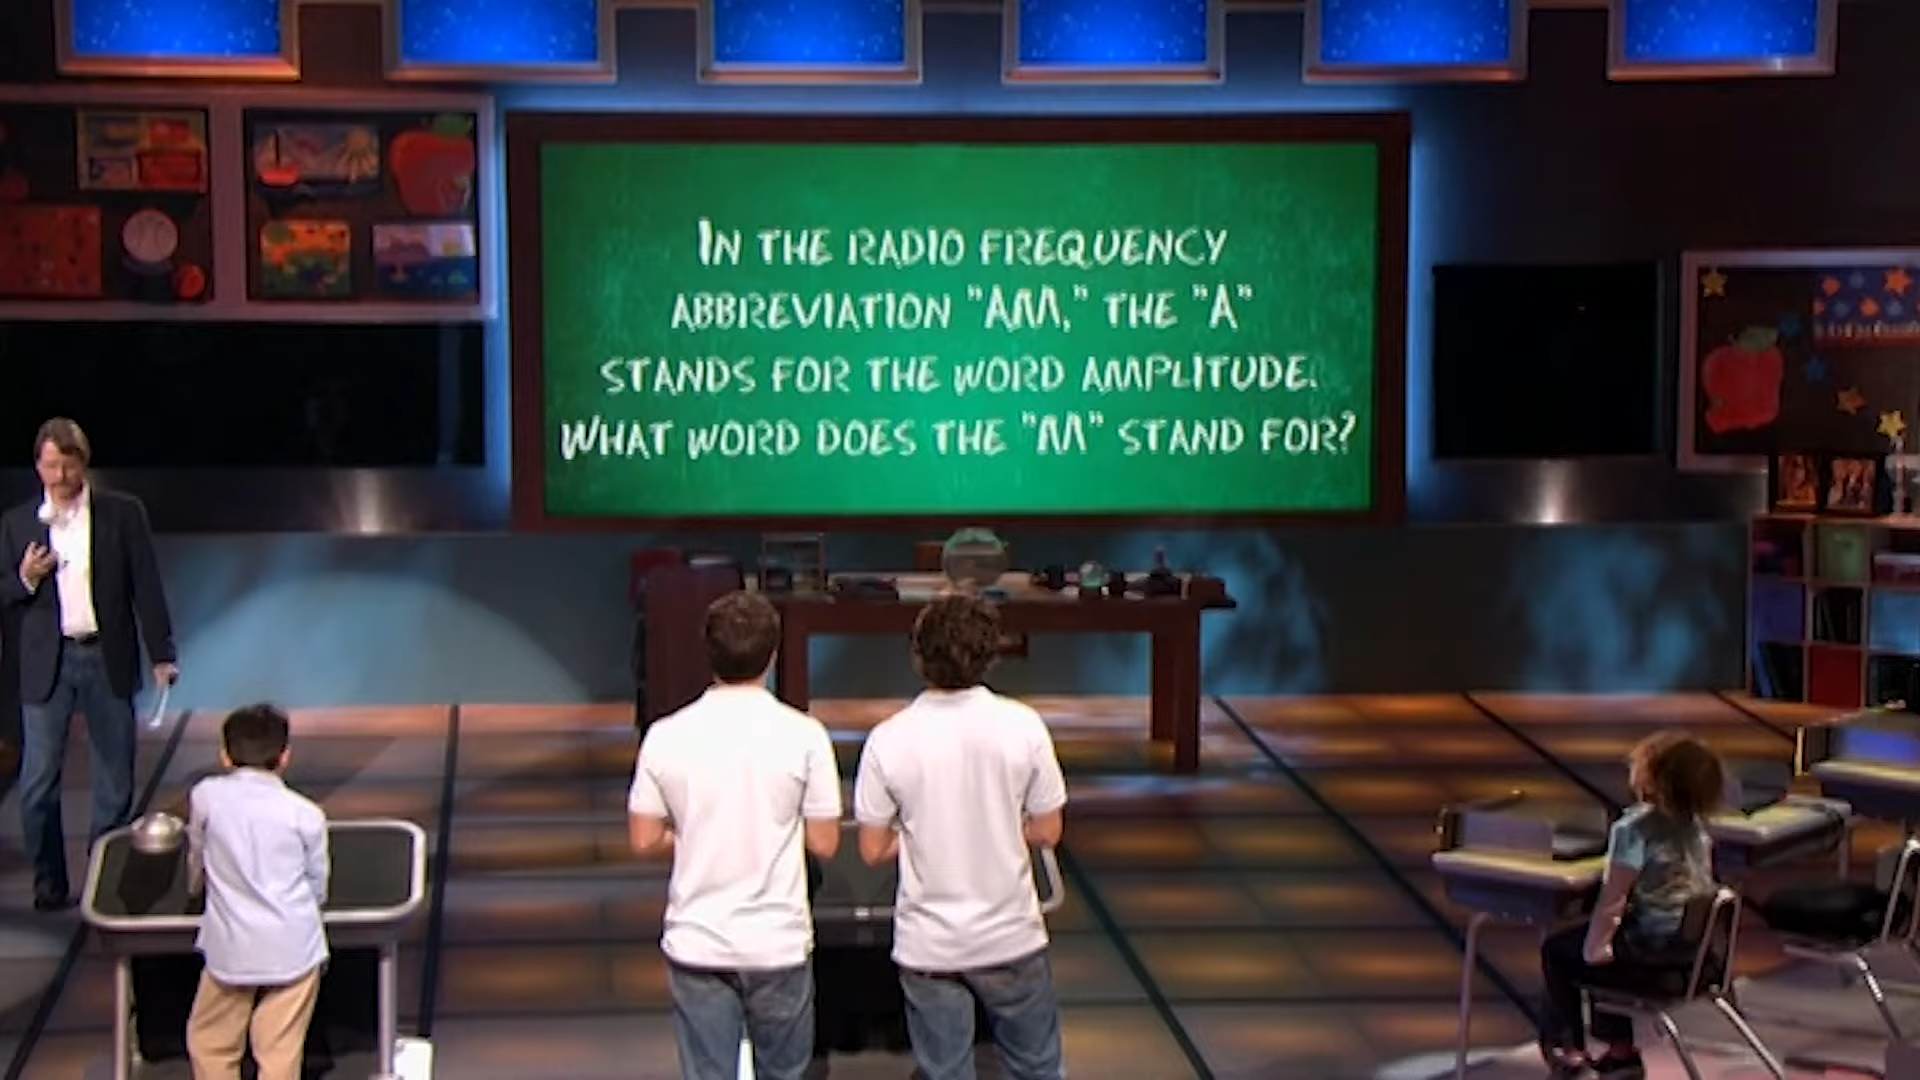 In the radio frequency
abbreviation "AM," the "A"
stands for the word amplitude.
What word does the "M" stand for?